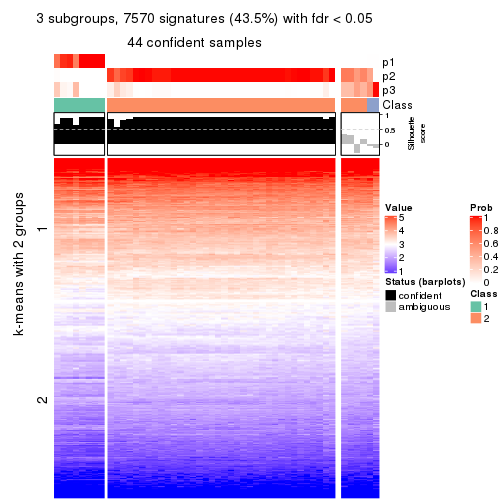 3 subgroups, 7570 signatures (43.5%) with fdr < 0.05
44 confident samples
p1
p2
p3
Class
1
0.5
0
Silhouette
score
k-means with 2 groups
1
2
Value
5
4
3
2
1
Status (barplots)
confident
ambiguous
Prob
1
0.8
0.6
0.4
0.2
0
Class
1
2